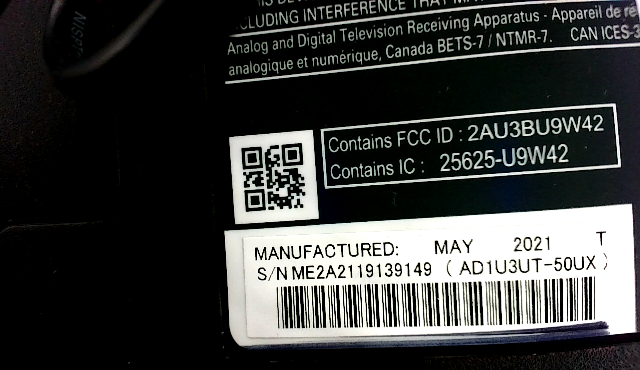 CLUDING INTERFERENCE THAT
Analog and Digital Television Receiving Apparatus - Appareil de
analogique et numérique, Canada BETS-7 / NTMR-7. CAN ICES-3
Contains FCC ID : 2AU3BU9W42
Contains IC : 25625-U9W42
MANUFACTURED: MAY 2021 T
S/N ME2A2119139149 ( AD1U3UT-50UX )